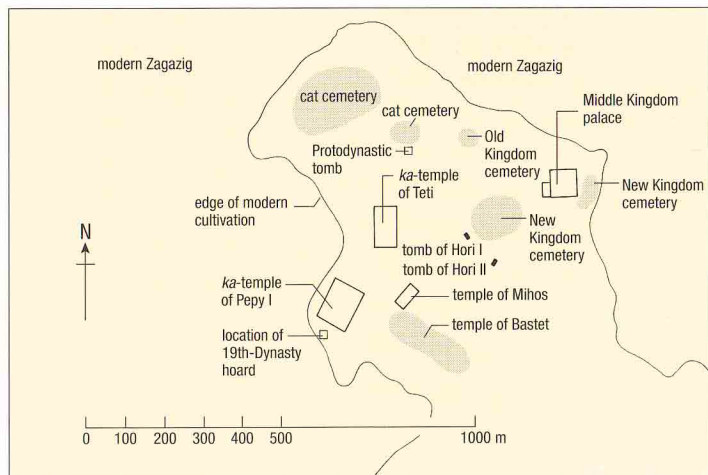 modern Zagazig
modern Zagazig
cat cemetery
cat cemetery
Middle Kingdom
palace
Protodynastic
tomb
Old
Kingdom
cemetery
ka-temple
of Teti
New Kingdom
cemetery
edge of modern
cultivation
New
Kingdom
cemetery
N
tomb of Hori I
tomb of Hori II
ka-temple
of Pepy I
temple of Mihos
location of
19th-Dynasty
hoard
temple of Bastet
0 100 200 300 400 500 1000 m